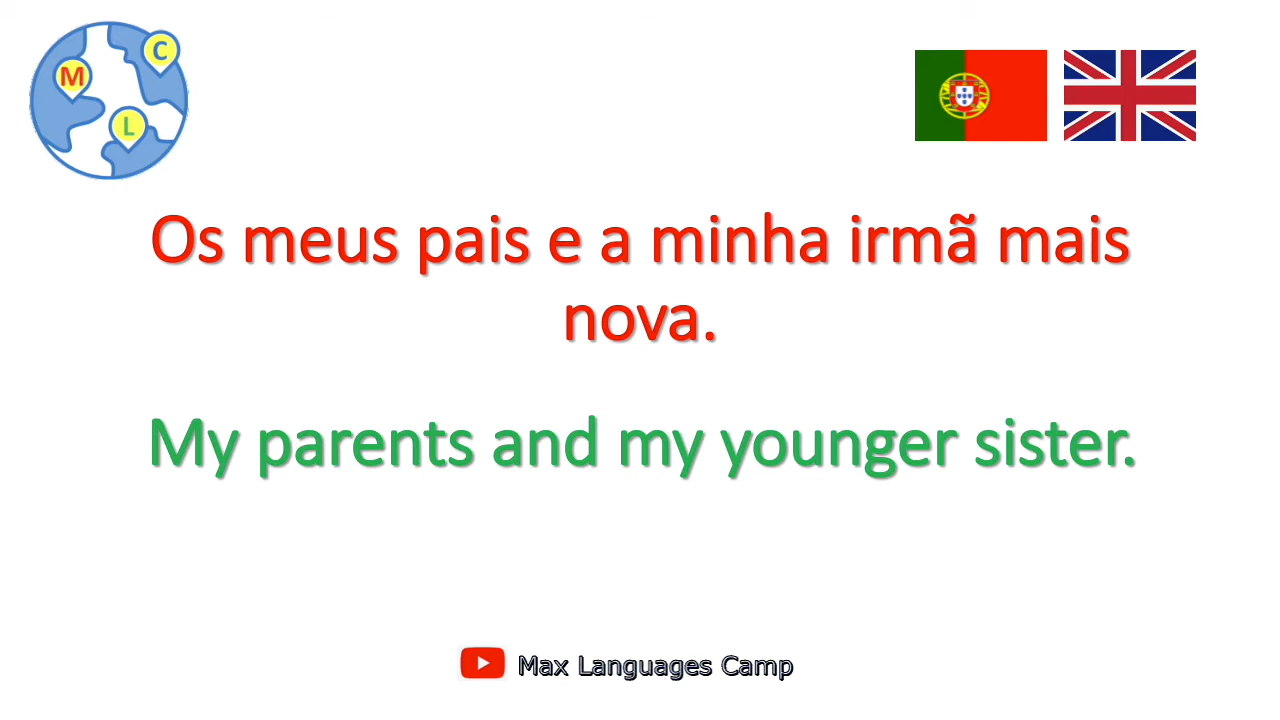 M
C
L
Os meus pais e a minha irmã mais
nova.
My parents and my younger sister.
Max Languages Camp